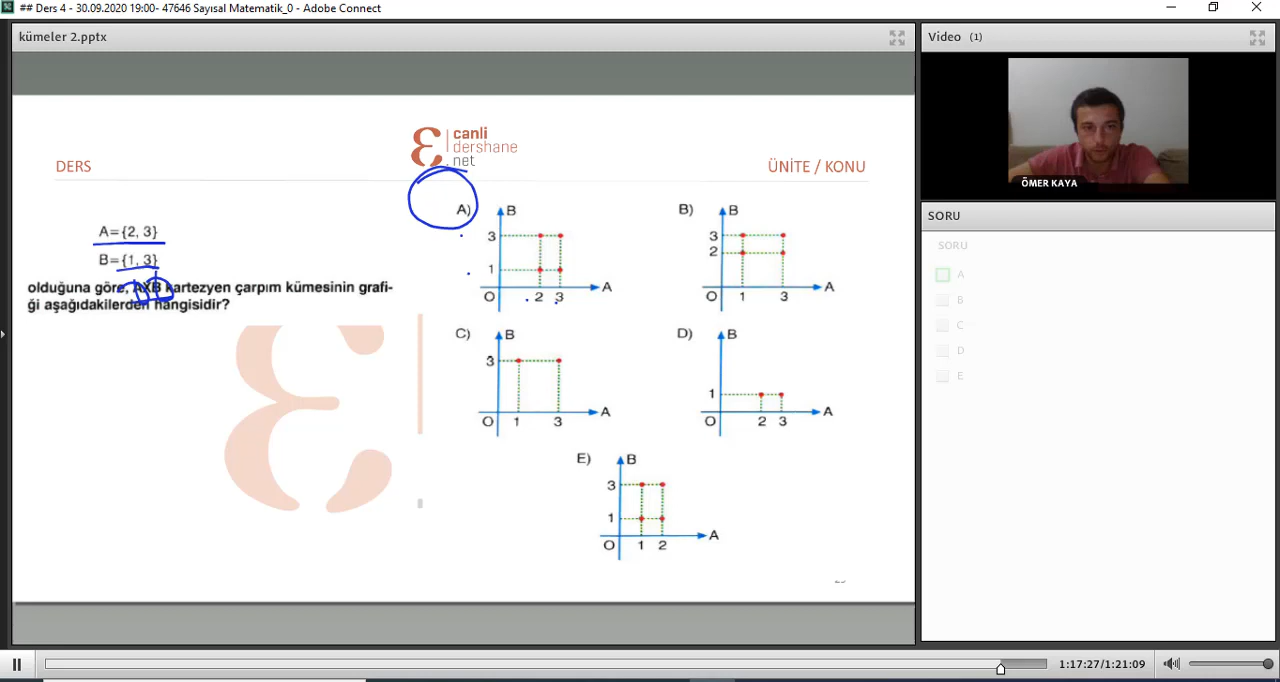 ## Ders 4 - 30.09.2020 19:00- 47646 Sayısal Matematik_0 - Adobe Connect
kümeler 2.pptx
Video (1)
canli
dershane
.net
DERS
ÜNİTE / KONU
ÖMER KAYA
SORU
SORU
A
B
C
D
E
A={2, 3}
B={1, 3}
olduğuna göre, AXB kartezyen çarpım kümesinin grafi-
ği aşağıdakilerden hangisidir?
A)
B
3
1
O
2
3
A
B)
B
3
2
O
1
3
A
C)
B
3
O
1
3
A
D)
B
1
O
2
3
A
E)
B
3
1
O
1
2
A
1:17:27/1:21:09